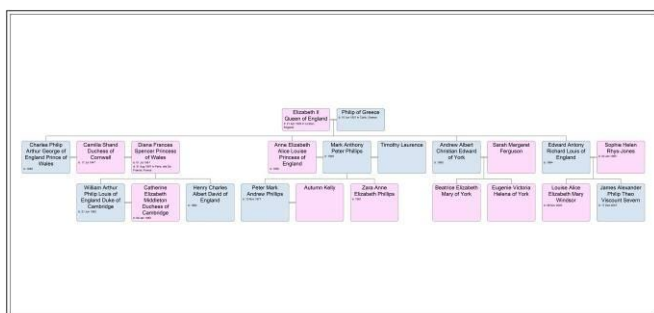 Elizabeth II
Queen of England
Philip of Greece
Charles Philip
Arthur George of
England Prince of
Wales
Camilla Shand
Duchess of
Cornwall
Diana Frances
Spencer Princess
of Wales
Anne Elizabeth
Alice Louise
Princess of
England
Mark Anthony
Peter Phillips
Timothy Laurence
Andrew Albert
Christian Edward
of York
Sarah Margaret
Ferguson
Edward Antony
Richard Louis of
England
Sophie Helen
Rhys-Jones
William Arthur
Philip Louis of
England Duke of
Cambridge
Catherine
Elizabeth
Middleton
Duchess of
Cambridge
Henry Charles
Albert David of
England
Peter Mark
Andrew Phillips
Autumn Kelly
Zara Anne
Elizabeth Phillips
Beatrice Elizabeth
Mary of York
Eugenie Victoria
Helena of York
Louise Alice
Elizabeth Mary
Windsor
James Alexander
Philip Theo
Viscount Severn